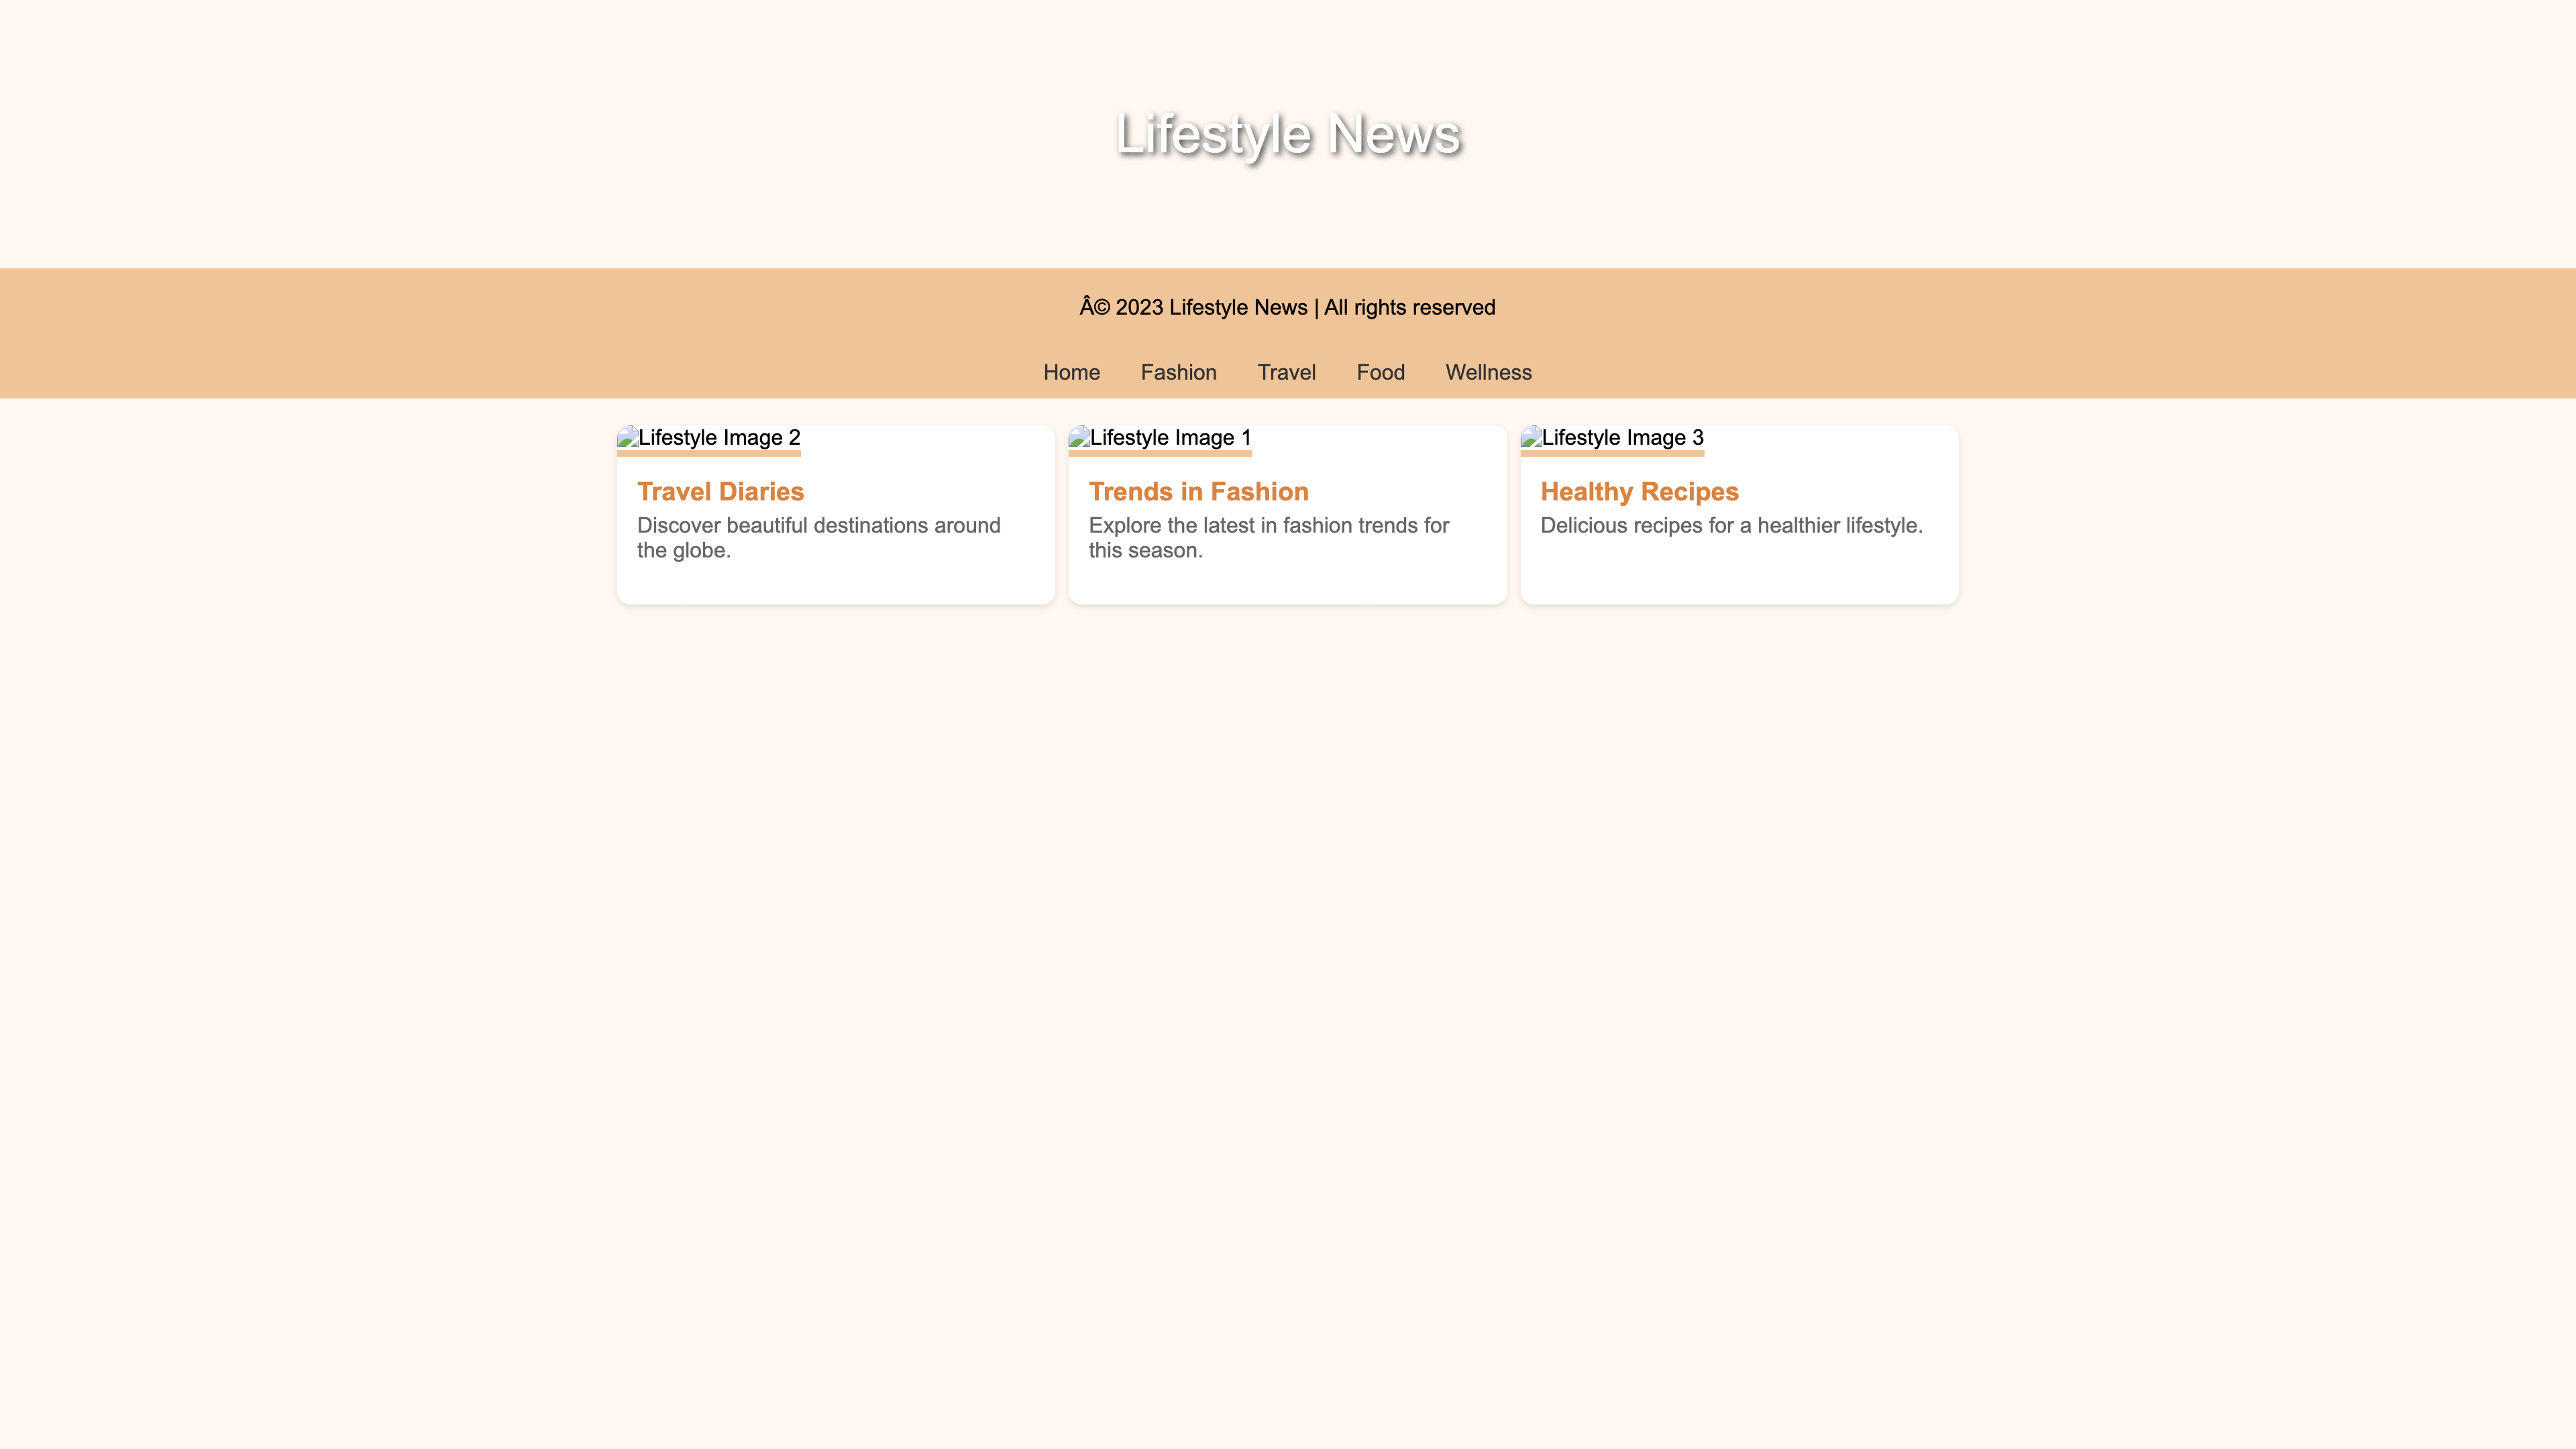 Lifestyle News
Â© 2023 Lifestyle News | All rights reserved
Home Fashion Travel Food Wellness
Lifestyle Image 2
Travel Diaries
Discover beautiful destinations around
the globe.
Lifestyle Image 1
Trends in Fashion
Explore the latest in fashion trends for
this season.
Lifestyle Image 3
Healthy Recipes
Delicious recipes for a healthier lifestyle.